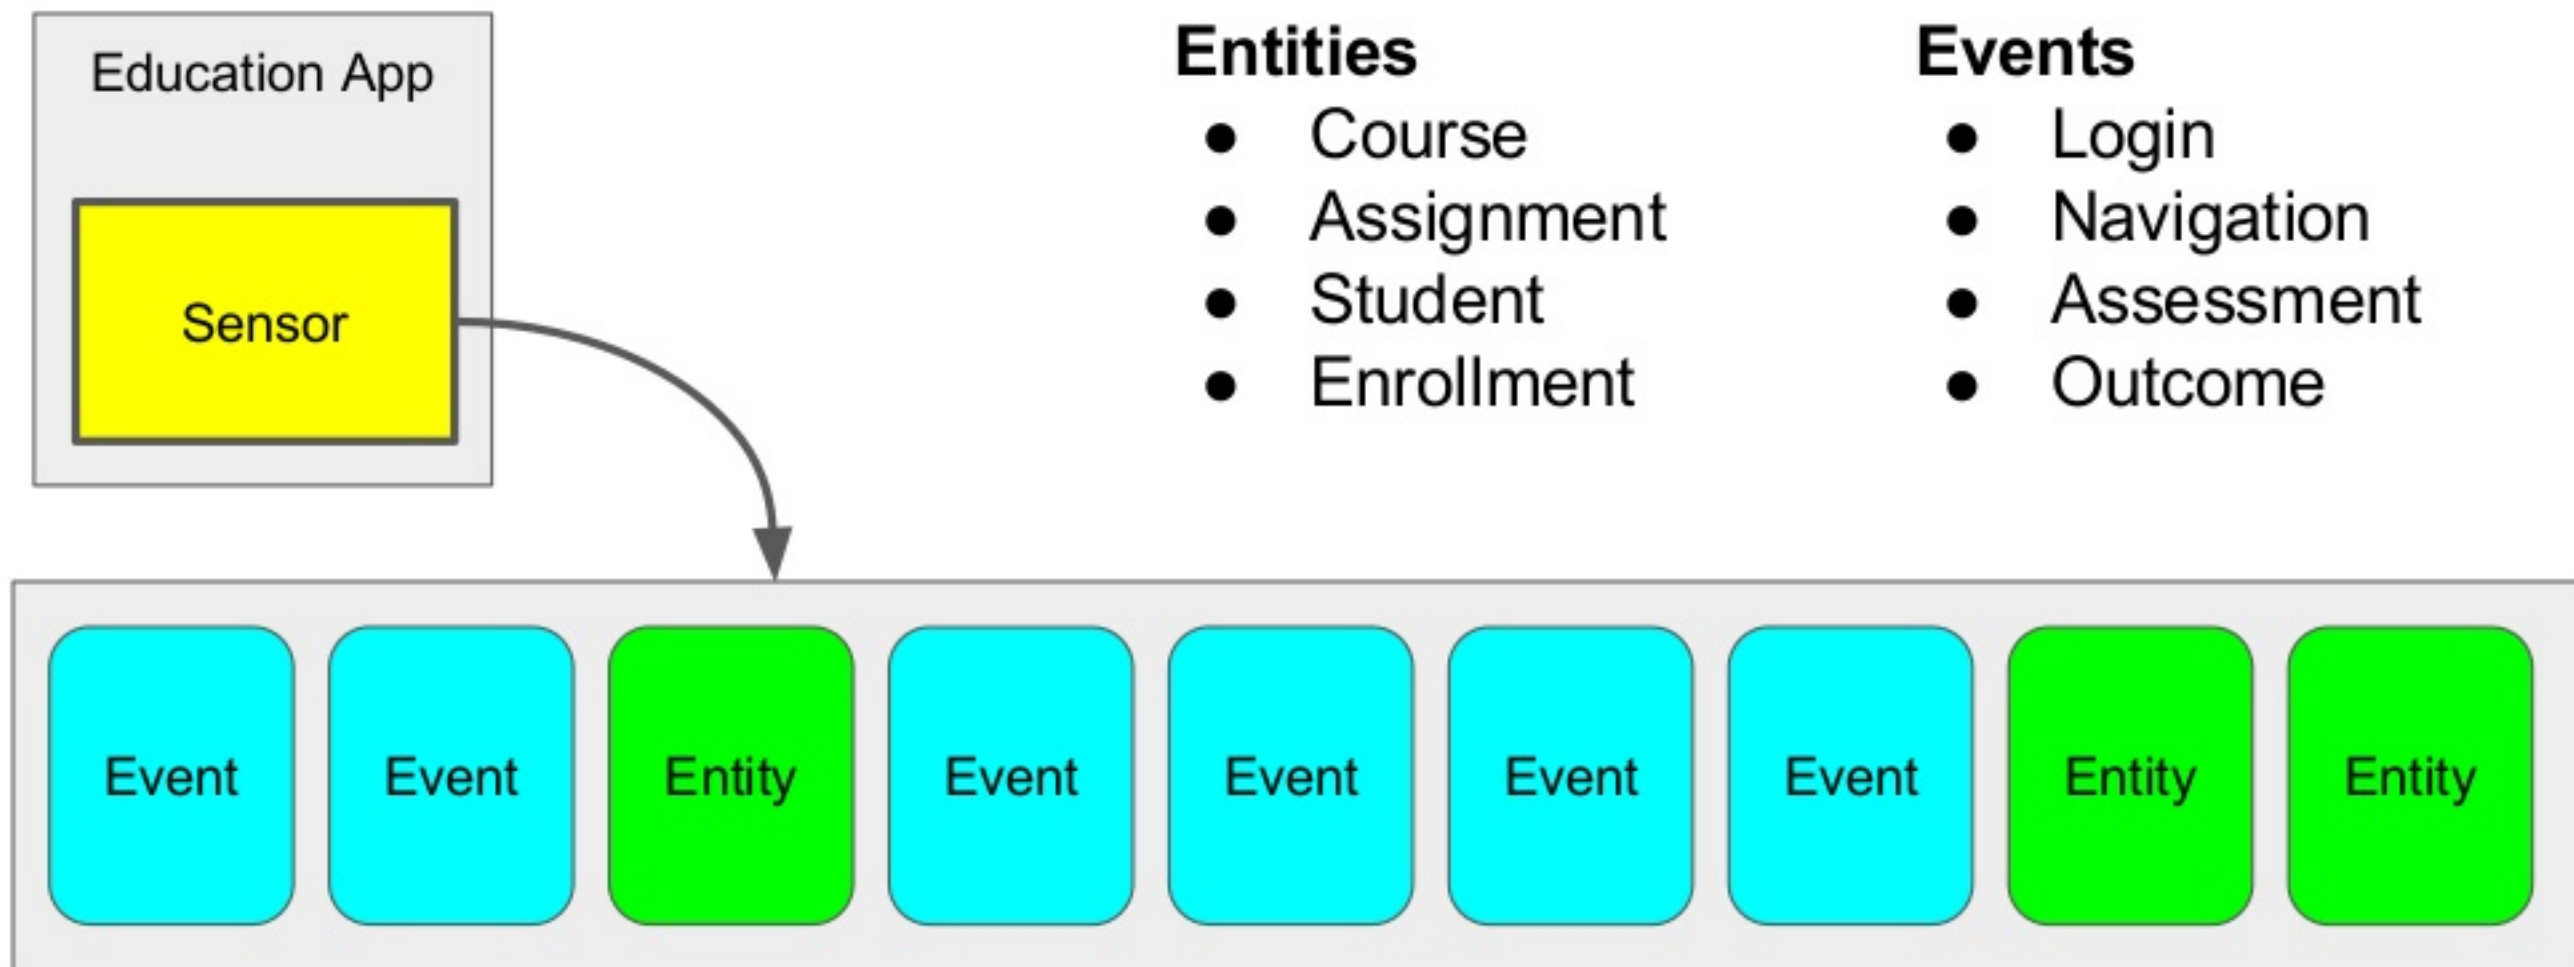 Education App
Sensor
Entities
● Course
● Assignment
● Student
● Enrollment
Events
● Login
● Navigation
● Assessment
● Outcome
Event Event Entity Event Event Event Event Entity Entity